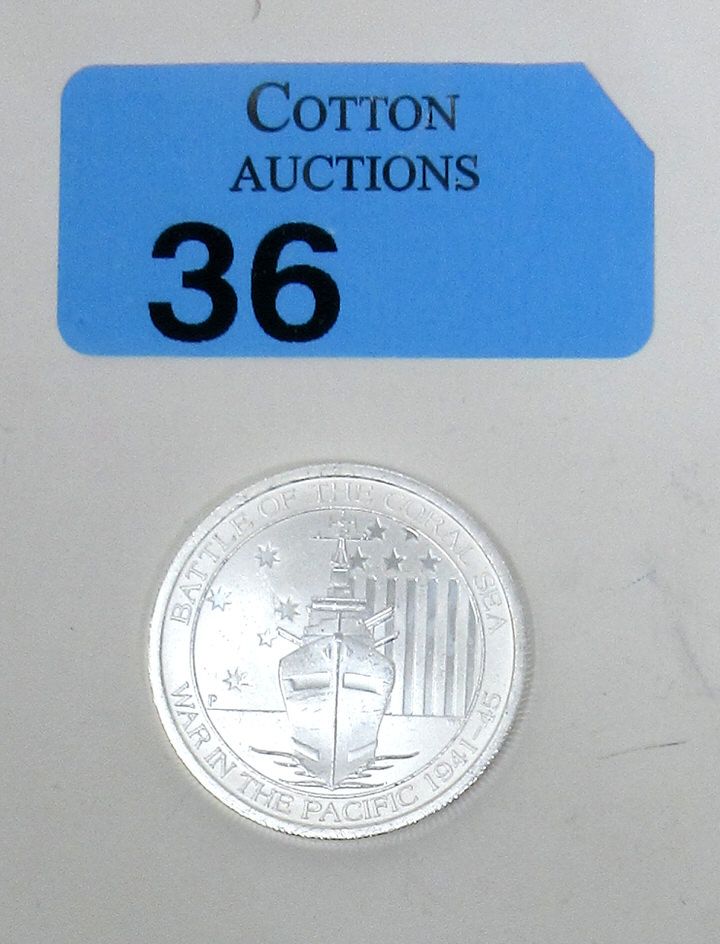 COTTON
AUCTIONS
36
BATTLE OF THE CORAL SEA
P
WAR IN THE PACIFIC 1941-45